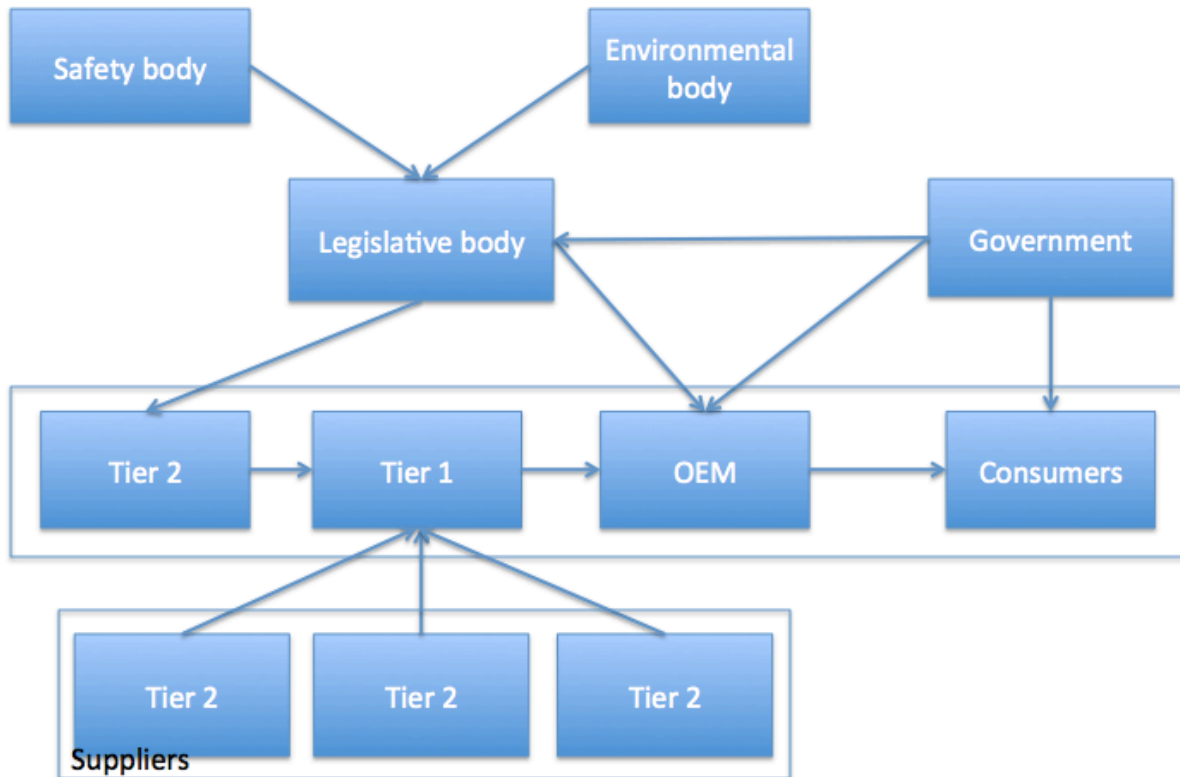 Safety body
Environmental
body
Legislative body
Government
Tier 2
Tier 1
OEM
Consumers
Tier 2
Tier 2
Tier 2
Suppliers